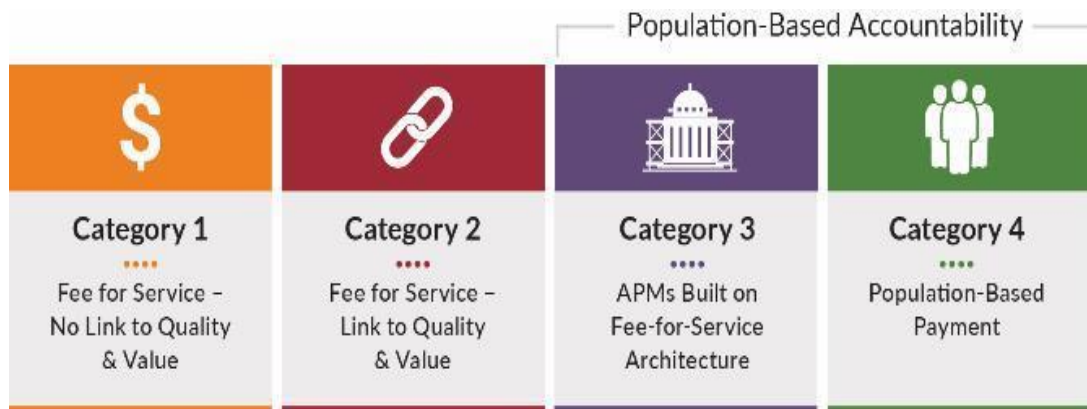 Population-Based Accountability
$
Category 1
Fee for Service –
No Link to Quality
& Value
Category 2
Fee for Service –
Link to Quality
& Value
Category 3
APMs Built on
Fee-for-Service
Architecture
Category 4
Population-Based
Payment